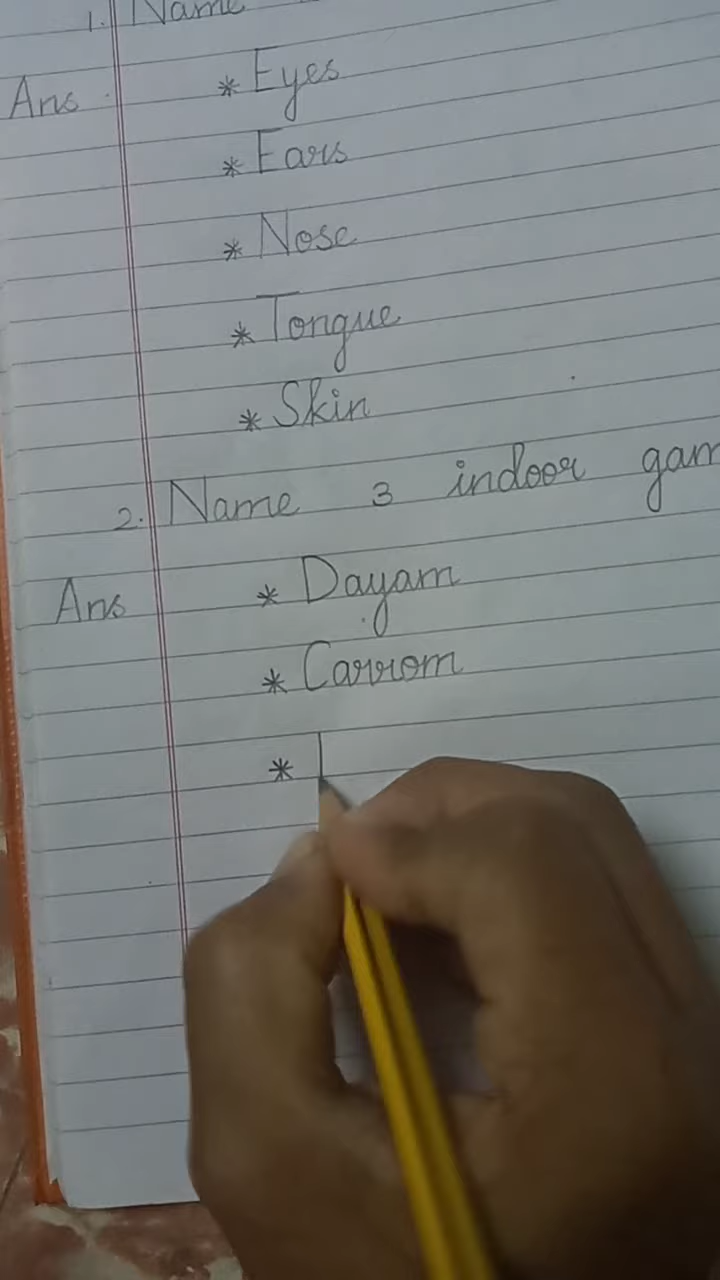 1. Name
Ans * Eyes
* Ears
* Nose
* Tongue
* Skin
2. Name 3 indoor gam
Ans * Dayam
* Carrom
*